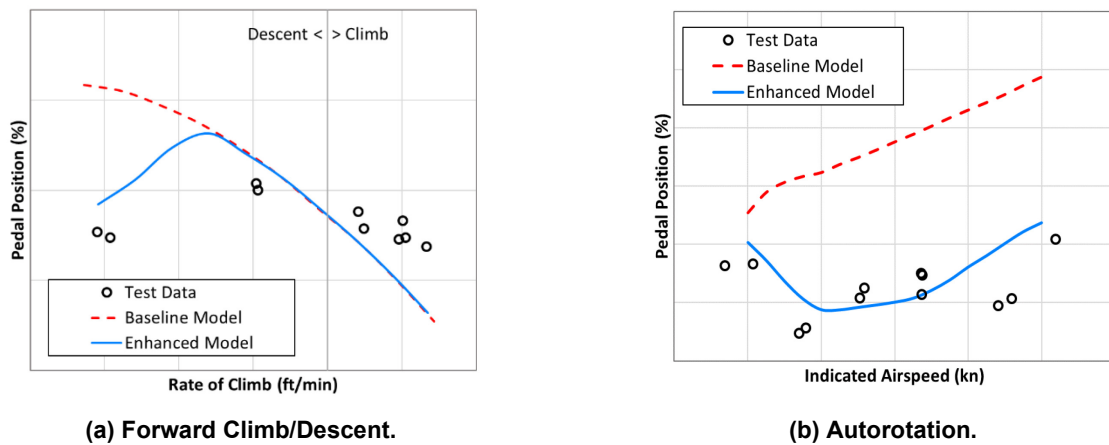 Descent < > Climb
Pedal Position (%)
Test Data
Baseline Model
Enhanced Model
Rate of Climb (ft/min)
(a) Forward Climb/Descent.
Test Data
Baseline Model
Enhanced Model
Pedal Position (%)
Indicated Airspeed (kn)
(b) Autorotation.